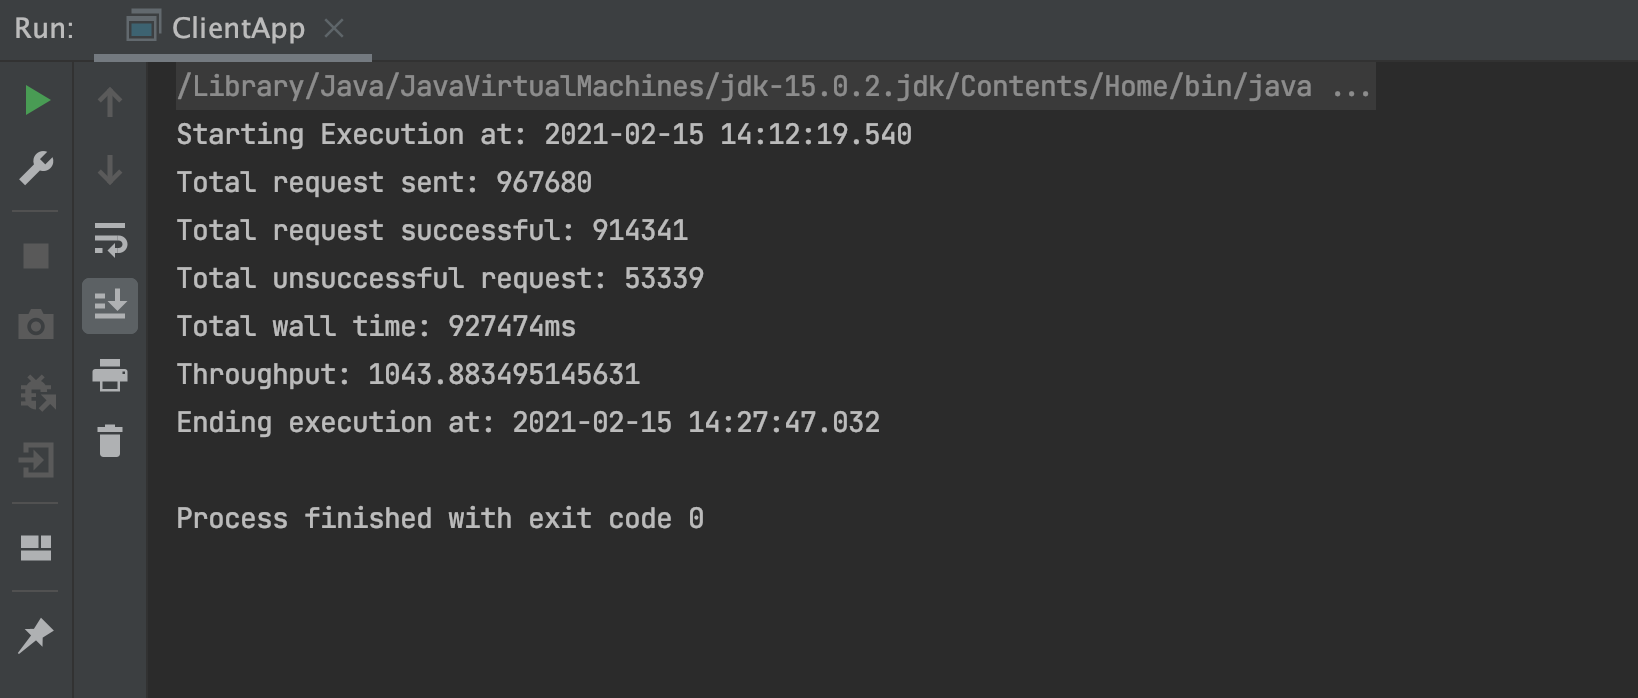 Run: ClientApp
/Library/Java/JavaVirtualMachines/jdk-15.0.2.jdk/Contents/Home/bin/java ...
Starting Execution at: 2021-02-15 14:12:19.540
Total request sent: 967680
Total request successful: 914341
Total unsuccessful request: 53339
Total wall time: 927474ms
Throughput: 1043.883495145631
Ending execution at: 2021-02-15 14:27:47.032
Process finished with exit code 0